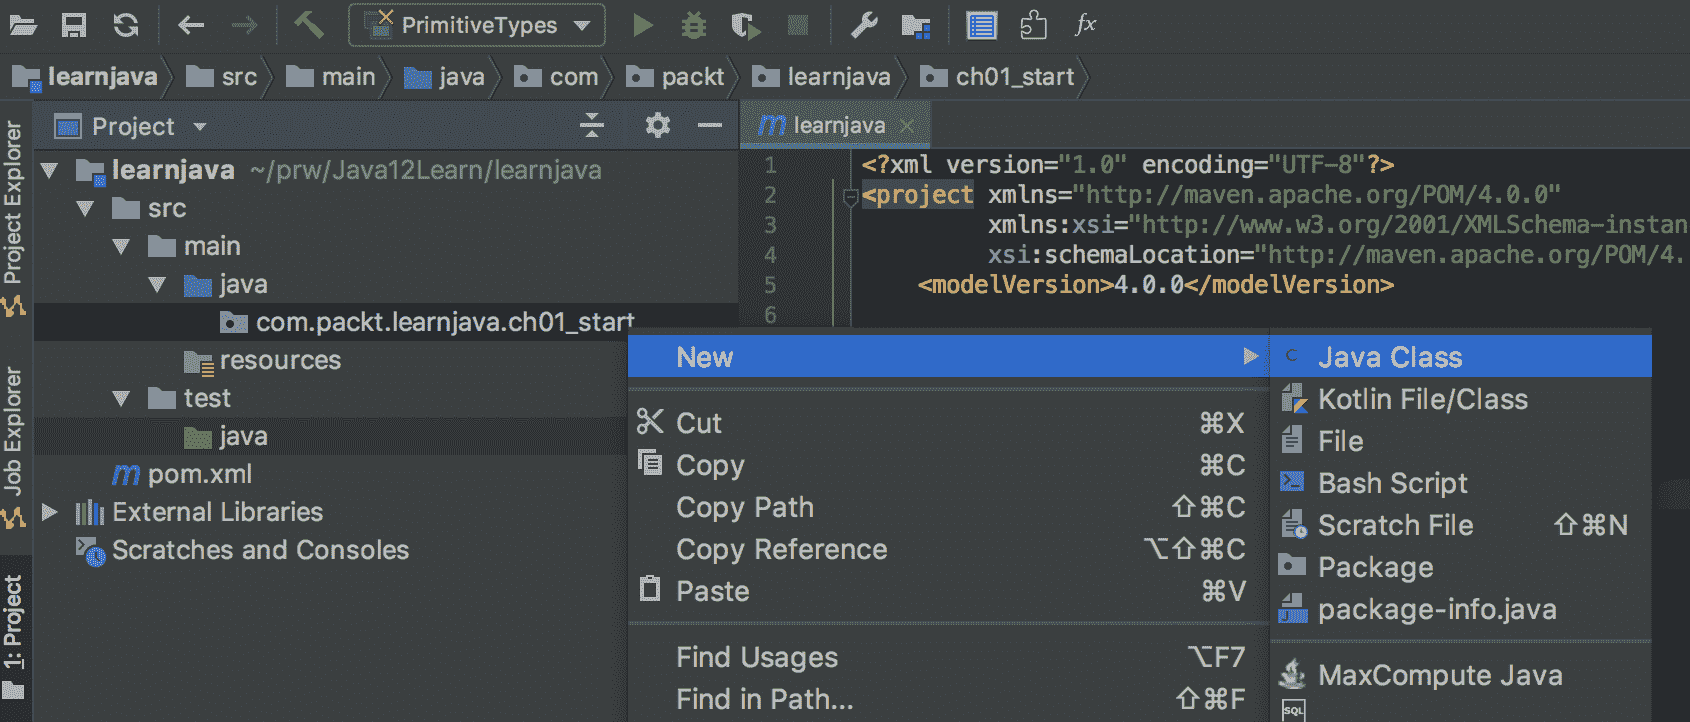 PrimitiveTypes fx
learnjava src main java com packt learnjava ch01_start
Project Explorer
Job Explorer
1: Project
Project
learnjava ~/prw/Java12Learn/learnjava
src
main
java
com.packt.learnjava.ch01_start
resources
test
java
m pom.xml
External Libraries
Scratches and Consoles
m learnjava
1 <?xml version="1.0" encoding="UTF-8"?>
2 <project xmlns="http://maven.apache.org/POM/4.0.0"
3 xmlns:xsi="http://www.w3.org/2001/XMLSchema-instan
4 xsi:schemaLocation="http://maven.apache.org/POM/4.
5 <modelVersion>4.0.0</modelVersion>
6
New
Cut ⌘X
Copy ⌘C
Copy Path ⇧⌘C
Copy Reference ⌥⇧⌘C
Paste ⌘V
Find Usages ⌥F7
Find in Path... ⇧⌘F
C Java Class
Kotlin File/Class
File
Bash Script
Scratch File ⇧⌘N
Package
package-info.java
MaxCompute Java
SQL